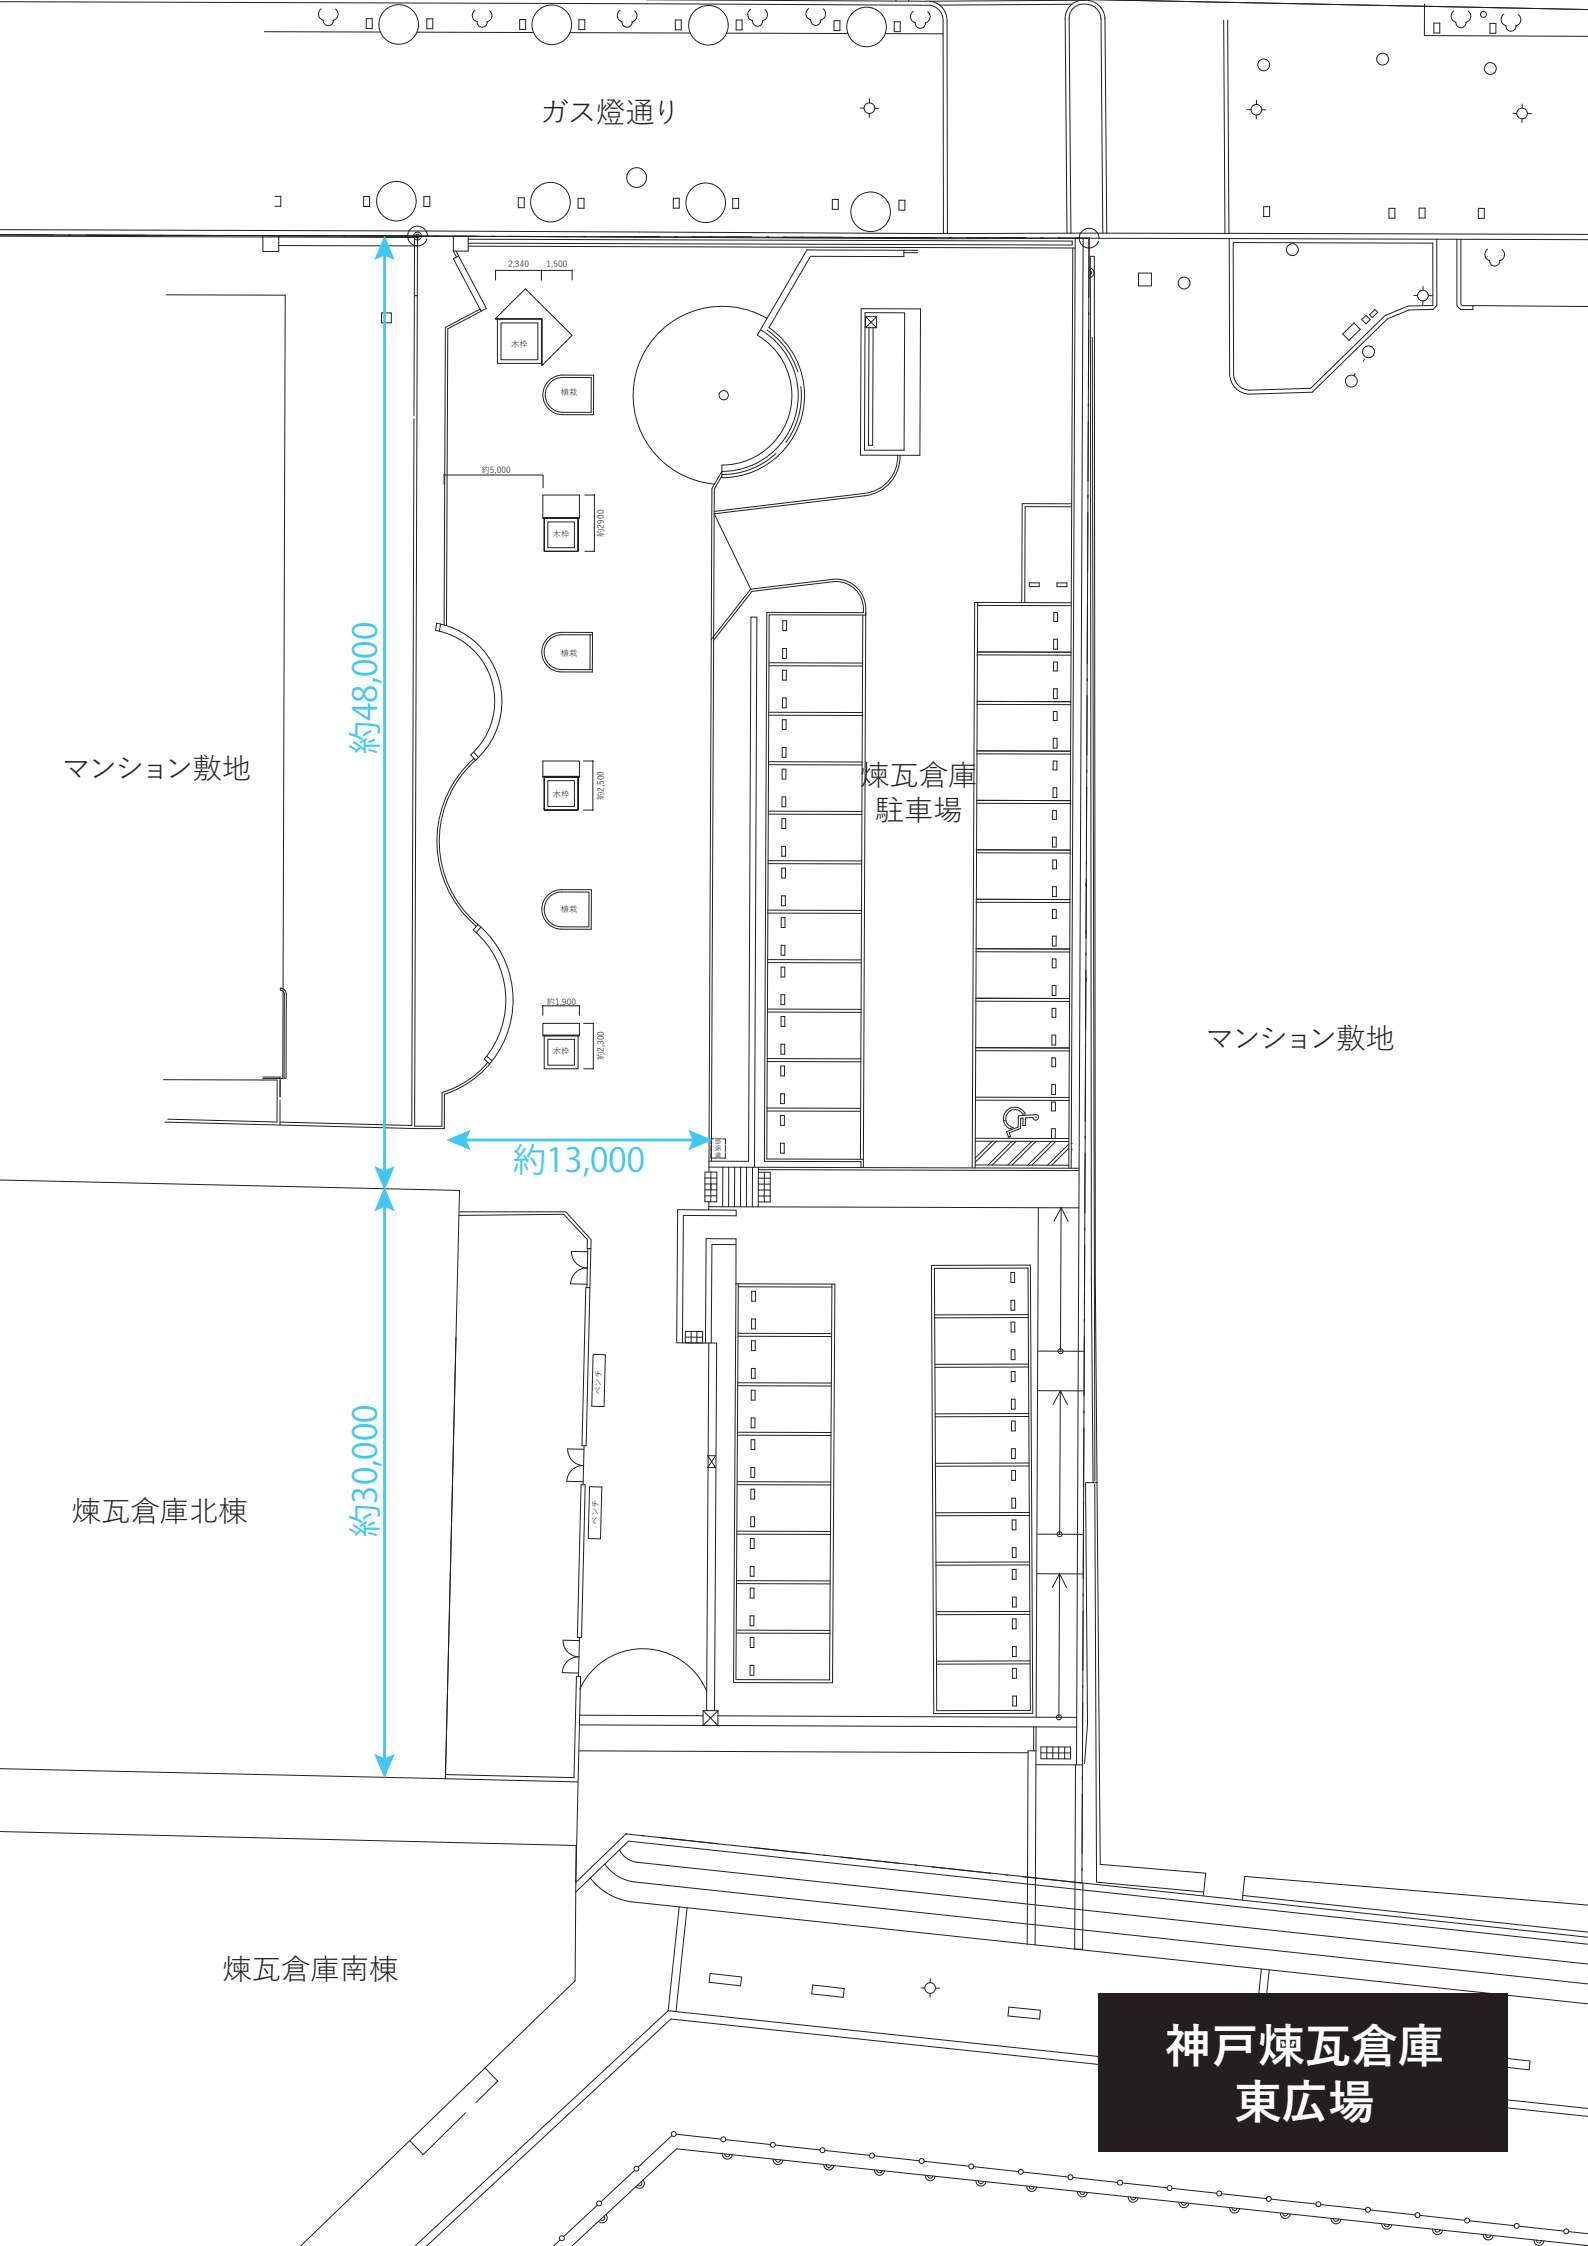 ガス燈通り
2,340
1,500
木枠
植栽
約5,000
木枠
約2900
植栽
約48,000
マンション敷地
煉瓦倉庫
駐車場
木枠
約2,500
植栽
約1,900
木枠
約2,300
マンション敷地
約13,000
ベンチ
約30,000
煉瓦倉庫北棟
ベンチ
煉瓦倉庫南棟
神戸煉瓦倉庫
東広場